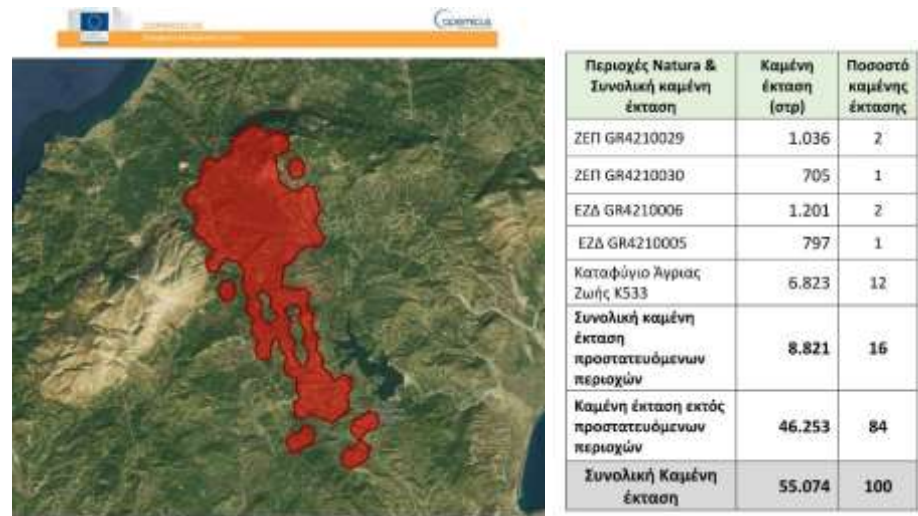 COPERNICUS
Copernicus
Περιοχές Natura &
Συνολική καμένη
έκταση
Καμένη
έκταση
(στρ)
Ποσοστό
καμένης
έκτασης
ΖΕΠ GR4210029 1.036 2
ΖΕΠ GR4210030 705 1
ΕΖΔ GR4210006 1.201 2
ΕΖΔ GR4210005 797 1
Καταφύγιο Άγριας
Ζωής Κ533 6.823 12
Συνολική καμένη
έκταση
προστατευόμενων
περιοχών 8.821 16
Καμένη έκταση εκτός
προστατευόμενων
περιοχών 46.253 84
Συνολική Καμένη
έκταση 55.074 100